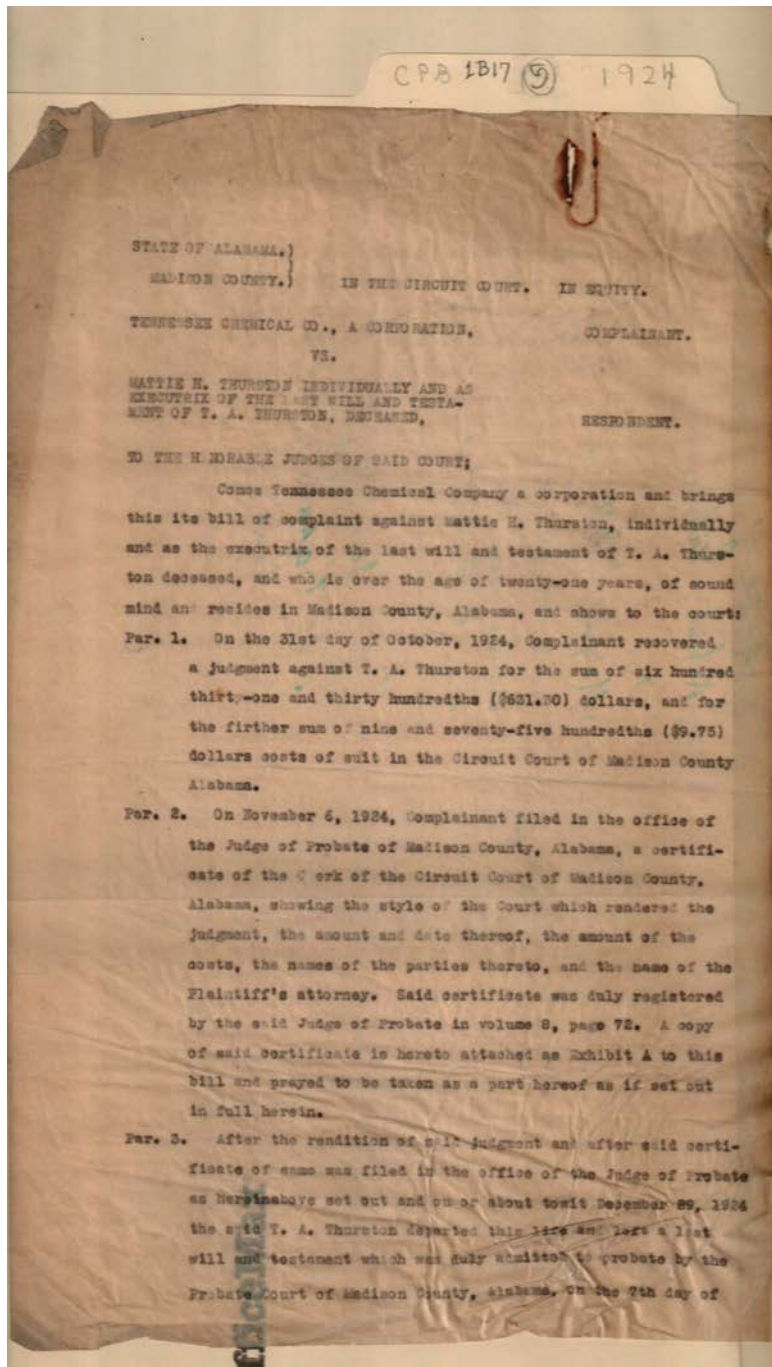 CPB 1B17 5 1924
STATE OF ALABAMA.)
MADISON COUNTY.) IN THE CIRCUIT COURT. IN EQUITY.
TENNESSEE CHEMICAL CO., A CORPORATION, COMPLAINANT.
VS.
MATTIE H. THURSTON INDIVIDUALLY AND AS
EXECUTRIX OF THE LAST WILL AND TESTA-
MENT OF T. A. THURSTON, DECEASED, RESPONDENT.
TO THE HONORABLE JUDGES OF SAID COURT;
Comes Tennessee Chemical Company a corporation and brings
this its bill of complaint against Mattie H. Thurston, individually
and as the executrix of the last will and testament of T. A. Thurs-
ton deceased, and who is over the age of twenty-one years, of sound
mind and resides in Madison County, Alabama, and shows to the court:
Par. 1. On the 31st day of October, 1924, Complainant recovered
a judgment against T. A. Thurston for the sum of six hundred
thirty-one and thirty hundredths ($631.30) dollars, and for
the firther sum of nine and seventy-five hundredths ($9.75)
dollars costs of suit in the Circuit Court of Madison County
Alabama.
Par. 2. On November 6, 1924, Complainant filed in the office of
the Judge of Probate of Madison County, Alabama, a certifi-
cate of the Clerk of the Circuit Court of Madison County,
Alabama, showing the style of the Court which rendered the
judgment, the amount and date thereof, the amount of the
costs, the names of the parties thereto, and the name of the
Plaintiff's attorney. Said certificate was duly registered
by the said Judge of Probate in volume 8, page 72. A copy
of said certificate is hereto attached as Exhibit A to this
bill and prayed to be taken as a part hereof as if set out
in full herein.
Par. 3. After the rendition of said judgment and after said certi-
ficate of same was filed in the office of the Judge of Probate
as hereinabove set out and on or about towit December 29, 1924
the said T. A. Thurston departed this life and left a last
will and testament which was duly admitted to probate by the
Probate Court of Madison County, Alabama, on the 7th day of